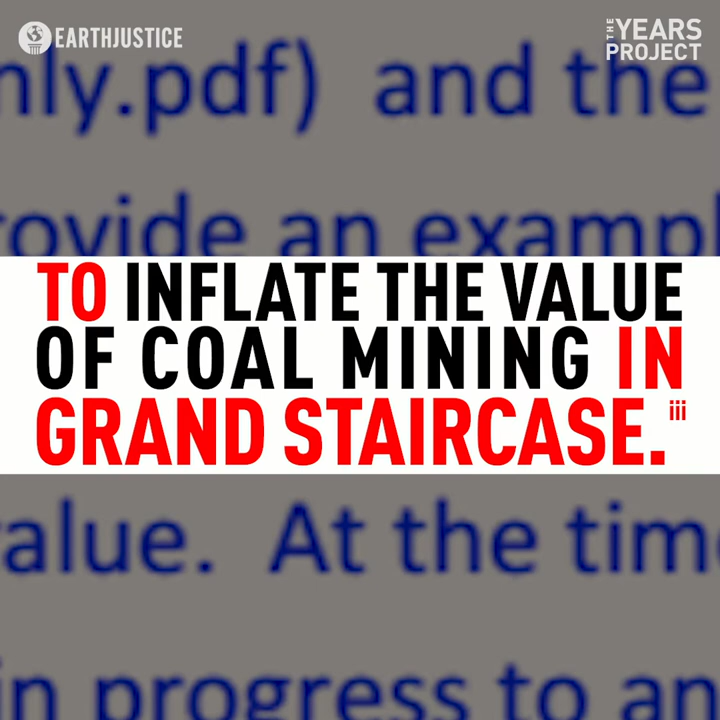 EARTHJUSTICE
THE YEARS
PROJECT
nly.pdf) and the
ovide an exampl
TO INFLATE THE VALUE
OF COAL MINING IN
GRAND STAIRCASE.iii
alue. At the tim
in progress to an